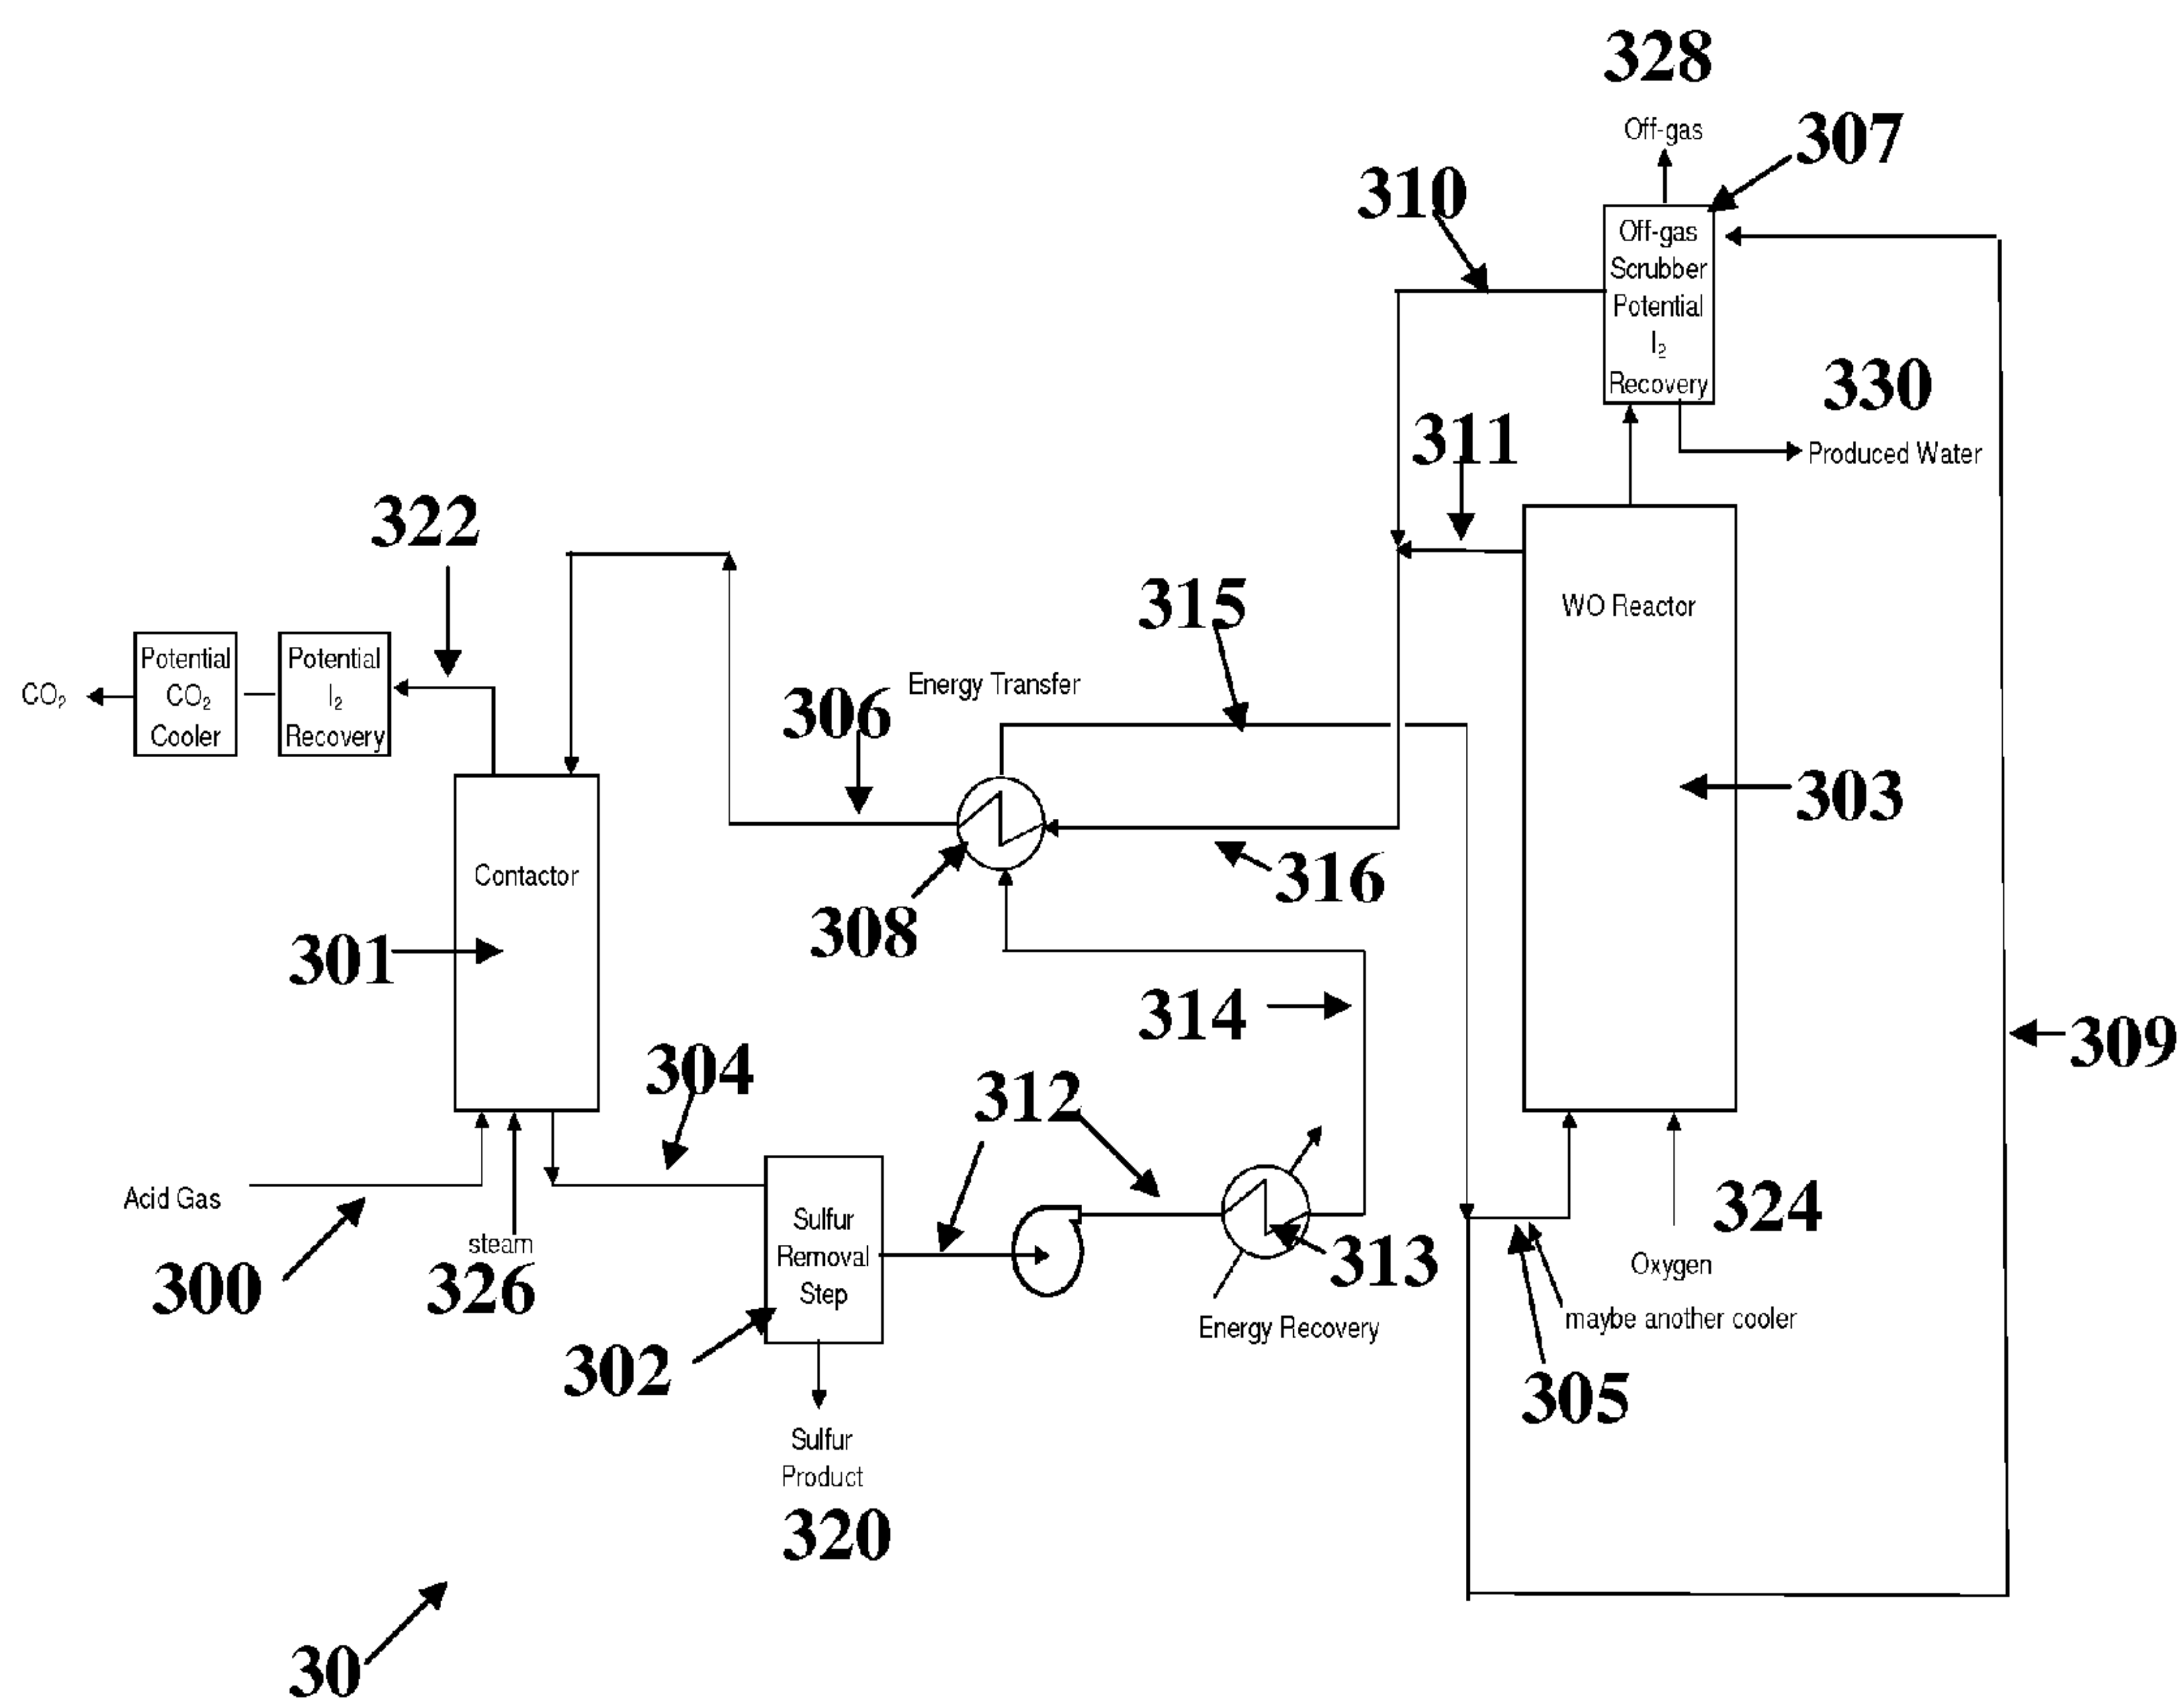 328
Off-gas
307
310
Off-gas
Scrubber
Potential
I₂
Recovery
330
Produced Water
311
322
WO Reactor
315
Energy Transfer
306
CO₂
Potential
CO₂
Cooler
Potential
I₂
Recovery
303
316
308
Contactor
301
314
309
304
312
Acid Gas
300
steam
326
Sulfur
Removal
Step
302
313
Energy Recovery
324
Oxygen
maybe another cooler
305
Sulfur
Product
320
30